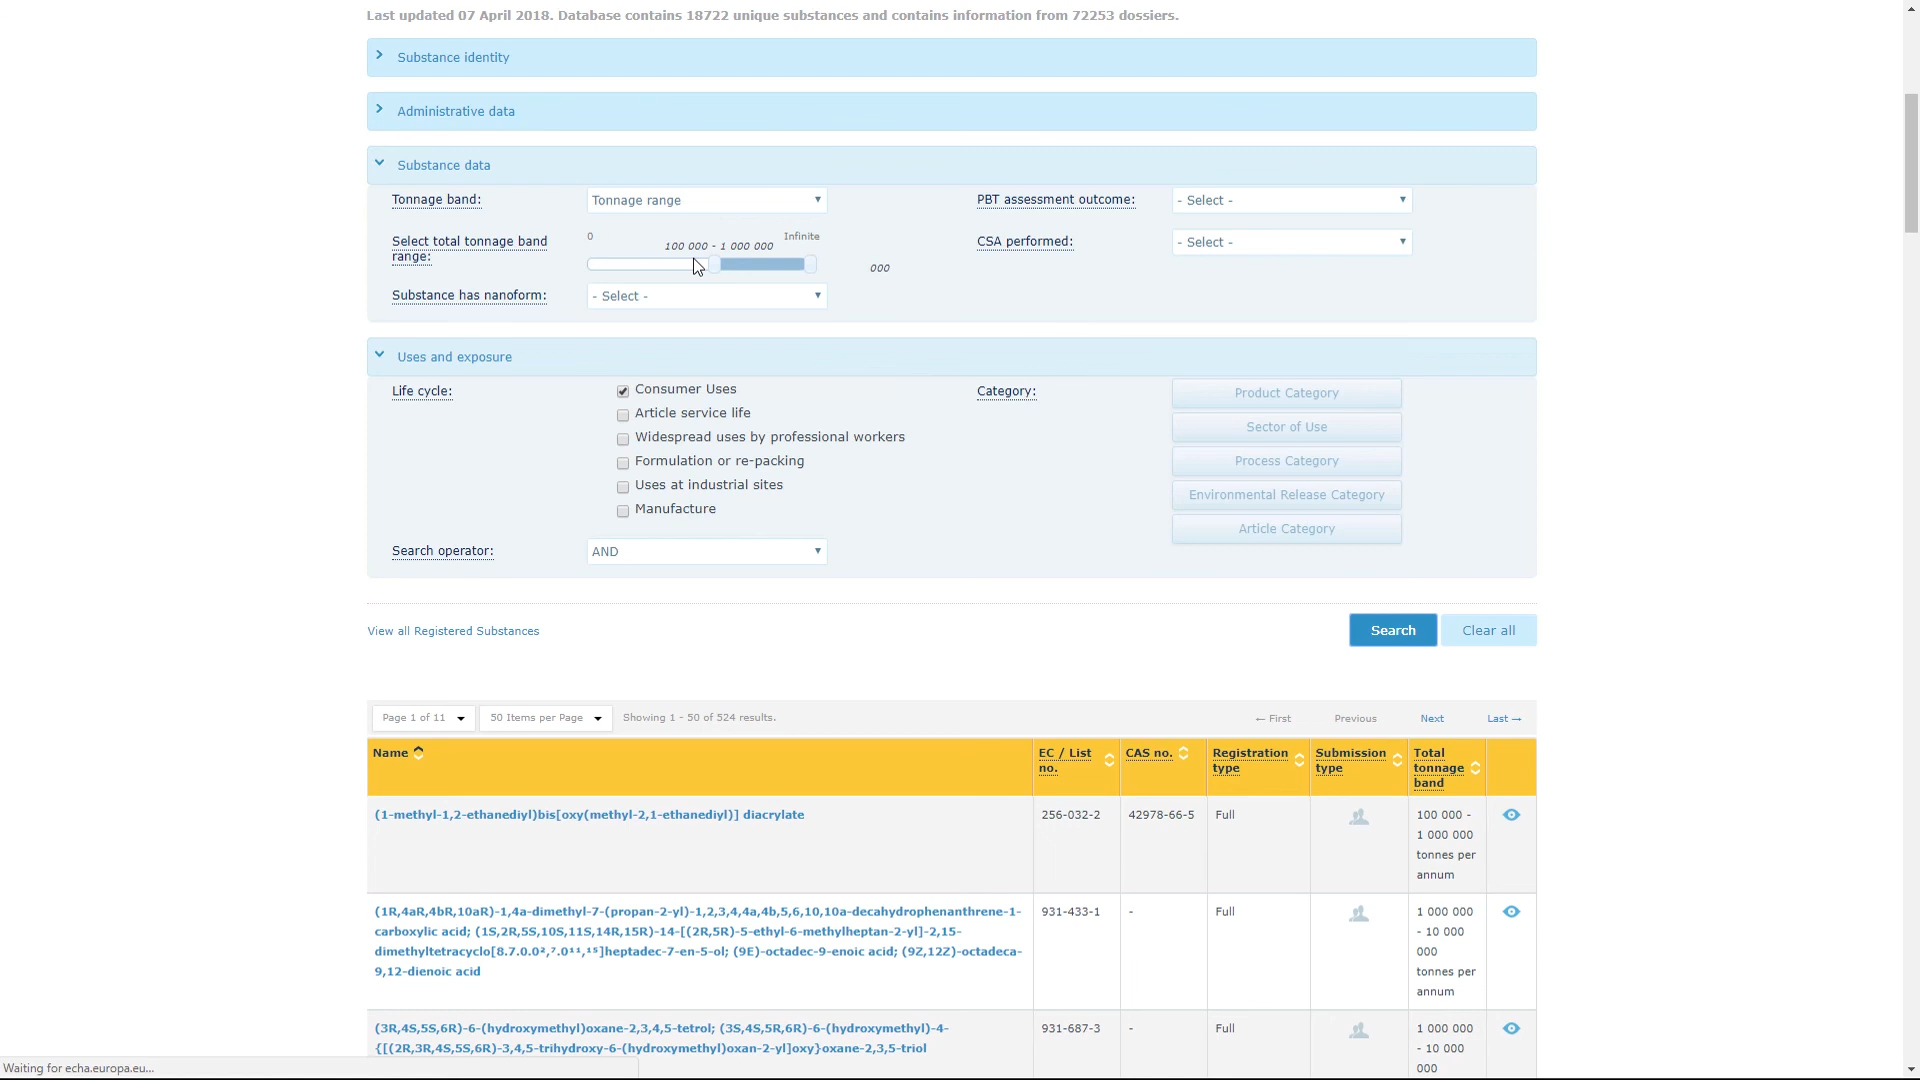 Last updated 07 April 2018. Database contains 18722 unique substances and contains information from 72253 dossiers.
Substance identity
Administrative data
Substance data
Tonnage band:
Tonnage range
PBT assessment outcome:
- Select -
Select total tonnage band
range:
0
Infinite
100 000 - 1 000 000
000
CSA performed:
- Select -
Substance has nanoform:
- Select -
Uses and exposure
Life cycle:
Consumer Uses
Article service life
Widespread uses by professional workers
Formulation or re-packing
Uses at industrial sites
Manufacture
Category:
Product Category
Sector of Use
Process Category
Environmental Release Category
Article Category
Search operator:
AND
View all Registered Substances
Search
Clear all
Page 1 of 11
50 Items per Page
Showing 1 - 50 of 524 results.
← First
Previous
Next
Last →
Name
EC / List
no.
CAS no.
Registration
type
Submission
type
Total
tonnage
band
(1-methyl-1,2-ethanediyl)bis[oxy(methyl-2,1-ethanediyl)] diacrylate
256-032-2
42978-66-5
Full
100 000 -
1 000 000
tonnes per
annum
(1R,4aR,4bR,10aR)-1,4a-dimethyl-7-(propan-2-yl)-1,2,3,4,4a,4b,5,6,10,10a-decahydrophenanthrene-1-
carboxylic acid; (1S,2R,5S,10S,11S,14R,15R)-14-[(2R,5R)-5-ethyl-6-methylheptan-2-yl]-2,15-
dimethyltetracyclo[8.7.0.0²,⁷.0¹¹,¹⁵]heptadec-7-en-5-ol; (9E)-octadec-9-enoic acid; (9Z,12Z)-octadeca-
9,12-dienoic acid
931-433-1
-
Full
1 000 000
- 10 000
000
tonnes per
annum
(3R,4S,5S,6R)-6-(hydroxymethyl)oxane-2,3,4,5-tetrol; (3S,4S,5R,6R)-6-(hydroxymethyl)-4-
{[(2R,3R,4S,5S,6R)-3,4,5-trihydroxy-6-(hydroxymethyl)oxan-2-yl]oxy}oxane-2,3,5-triol
931-687-3
-
Full
1 000 000
- 10 000
000
Waiting for echa.europa.eu...